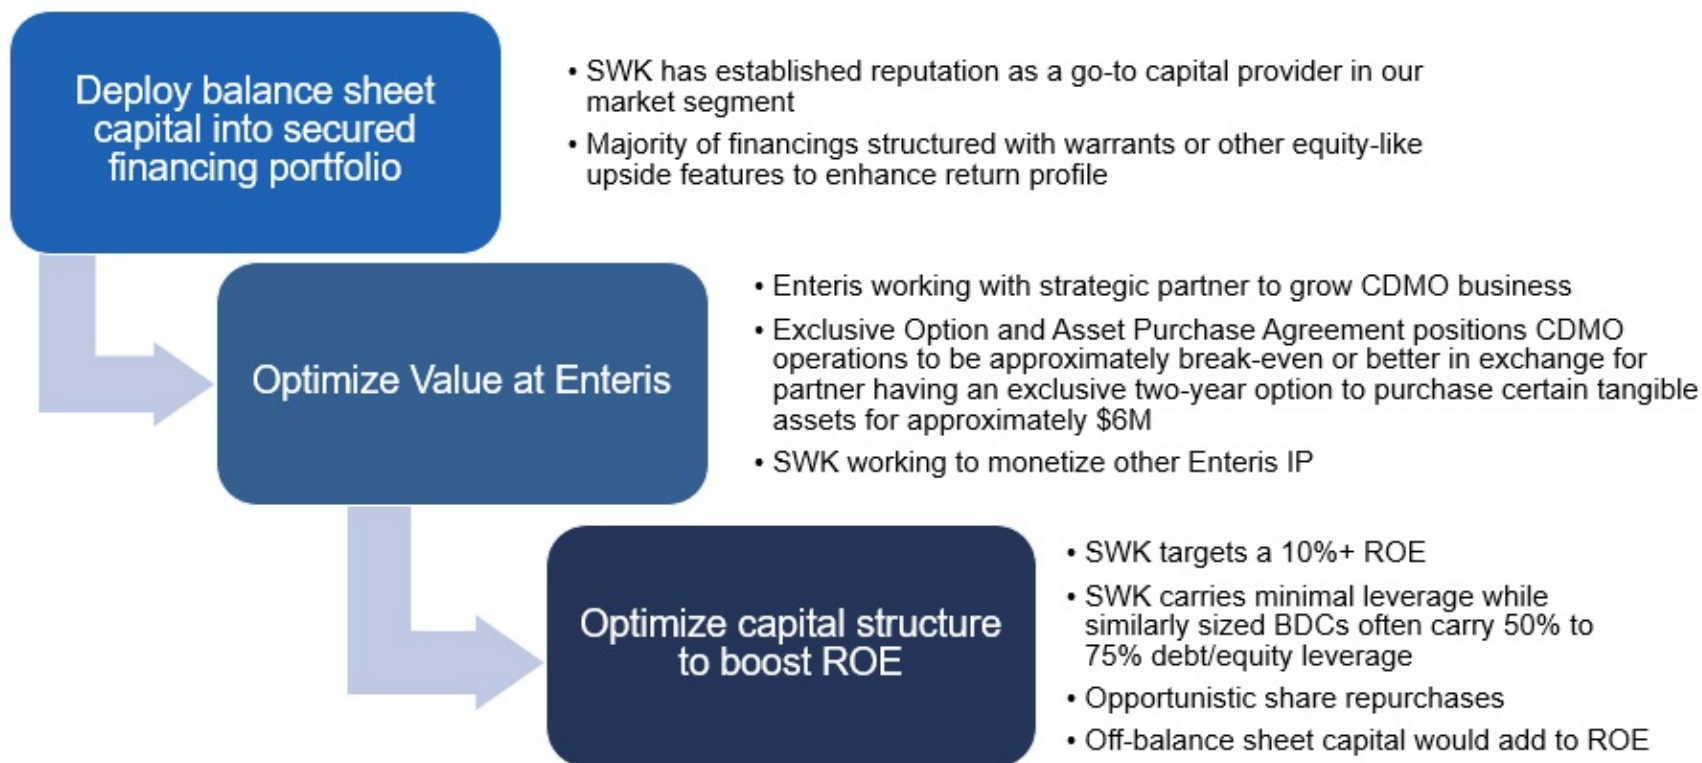 Deploy balance sheet
capital into secured
financing portfolio
• SWK has established reputation as a go-to capital provider in our
market segment
• Majority of financings structured with warrants or other equity-like
upside features to enhance return profile
Optimize Value at Enteris
• Enteris working with strategic partner to grow CDMO business
• Exclusive Option and Asset Purchase Agreement positions CDMO
operations to be approximately break-even or better in exchange for
partner having an exclusive two-year option to purchase certain tangible
assets for approximately $6M
• SWK working to monetize other Enteris IP
Optimize capital structure
to boost ROE
• SWK targets a 10%+ ROE
• SWK carries minimal leverage while
similarly sized BDCs often carry 50% to
75% debt/equity leverage
• Opportunistic share repurchases
• Off-balance sheet capital would add to ROE